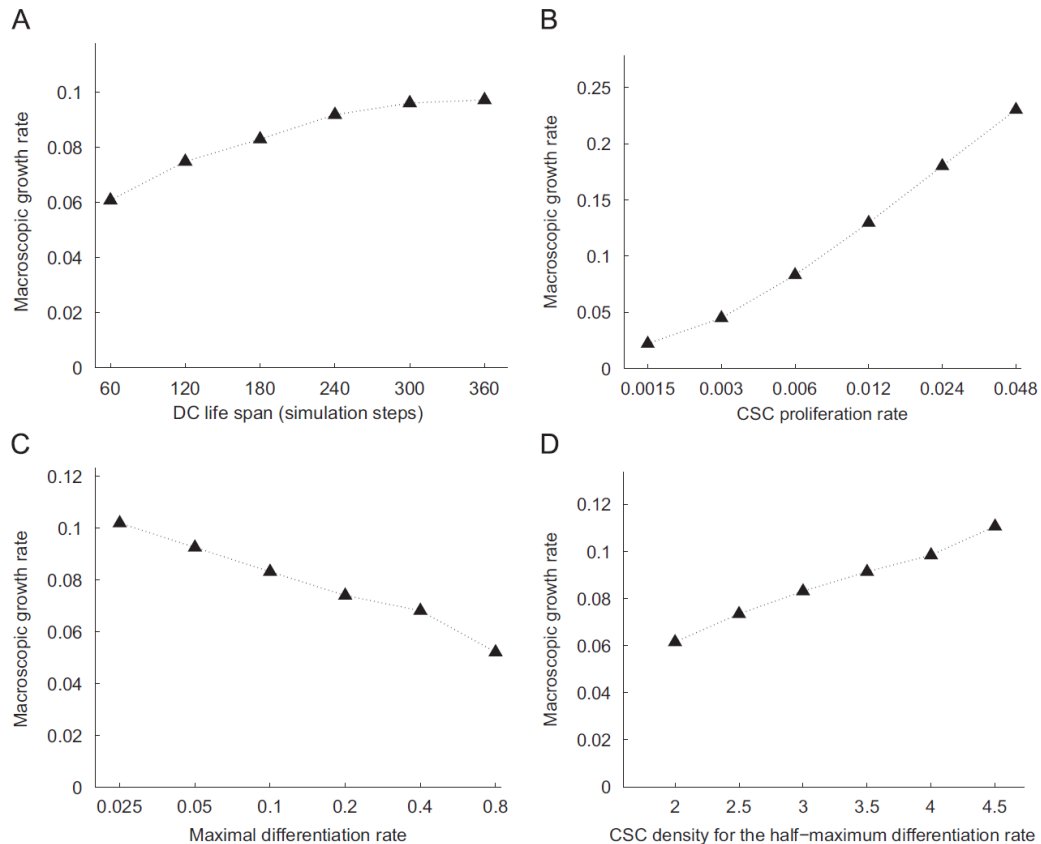 A
Macroscopic growth rate
0.1
0.08
0.06
0.04
0.02
0
60 120 180 240 300 360
DC life span (simulation steps)
B
Macroscopic growth rate
0.25
0.2
0.15
0.1
0.05
0
0.0015 0.003 0.006 0.012 0.024 0.048
CSC proliferation rate
C
Macroscopic growth rate
0.12
0.1
0.08
0.06
0.04
0.02
0
0.025 0.05 0.1 0.2 0.4 0.8
Maximal differentiation rate
D
Macroscopic growth rate
0.12
0.1
0.08
0.06
0.04
0.02
0
2 2.5 3 3.5 4 4.5
CSC density for the half−maximum differentiation rate